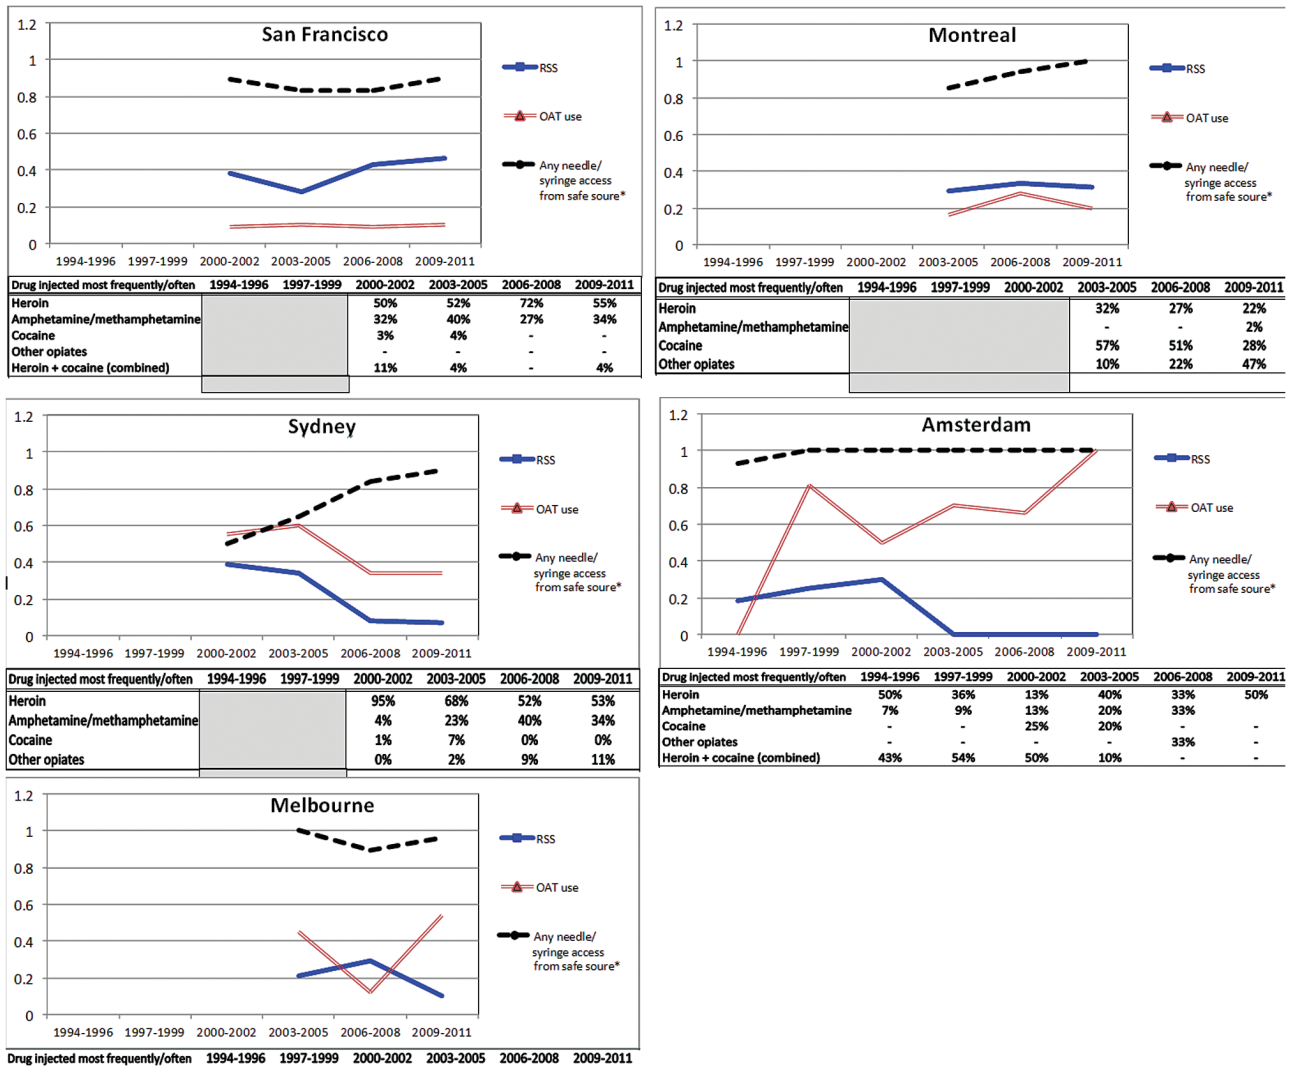 San Francisco
1.2
1
0.8
0.6
0.4
0.2
0
1994-1996 1997-1999 2000-2002 2003-2005 2006-2008 2009-2011
RSS
OAT use
Any needle/
syringe access
from safe soure*
Drug injected most frequently/often 1994-1996 1997-1999 2000-2002 2003-2005 2006-2008 2009-2011
Heroin 50% 52% 72% 55%
Amphetamine/methamphetamine 32% 40% 27% 34%
Cocaine 3% 4% - -
Other opiates - - - -
Heroin + cocaine (combined) 11% 4% - 4%
Montreal
1.2
1
0.8
0.6
0.4
0.2
0
1994-1996 1997-1999 2000-2002 2003-2005 2006-2008 2009-2011
RSS
OAT use
Any needle/
syringe access
from safe soure*
Drug injected most frequently/often 1994-1996 1997-1999 2000-2002 2003-2005 2006-2008 2009-2011
Heroin 32% 27% 22%
Amphetamine/methamphetamine - - 2%
Cocaine 57% 51% 28%
Other opiates 10% 22% 47%
Sydney
1.2
1
0.8
0.6
0.4
0.2
0
1994-1996 1997-1999 2000-2002 2003-2005 2006-2008 2009-2011
RSS
OAT use
Any needle/
syringe access
from safe soure*
Drug injected most frequently/often 1994-1996 1997-1999 2000-2002 2003-2005 2006-2008 2009-2011
Heroin 95% 68% 52% 53%
Amphetamine/methamphetamine 4% 23% 40% 34%
Cocaine 1% 7% 0% 0%
Other opiates 0% 2% 9% 11%
Amsterdam
1.2
1
0.8
0.6
0.4
0.2
0
1994-1996 1997-1999 2000-2002 2003-2005 2006-2008 2009-2011
RSS
OAT use
Any needle/
syringe access
from safe soure*
Drug injected most frequently/often 1994-1996 1997-1999 2000-2002 2003-2005 2006-2008 2009-2011
Heroin 50% 36% 13% 40% 33% 50%
Amphetamine/methamphetamine 7% 9% 13% 20% 33%
Cocaine - - 25% 20% - -
Other opiates - - - - 33% -
Heroin + cocaine (combined) 43% 54% 50% 10% - -
Melbourne
1.2
1
0.8
0.6
0.4
0.2
0
1994-1996 1997-1999 2000-2002 2003-2005 2006-2008 2009-2011
RSS
OAT use
Any needle/
syringe access
from safe soure*
Drug injected most frequently/often 1994-1996 1997-1999 2000-2002 2003-2005 2006-2008 2009-2011